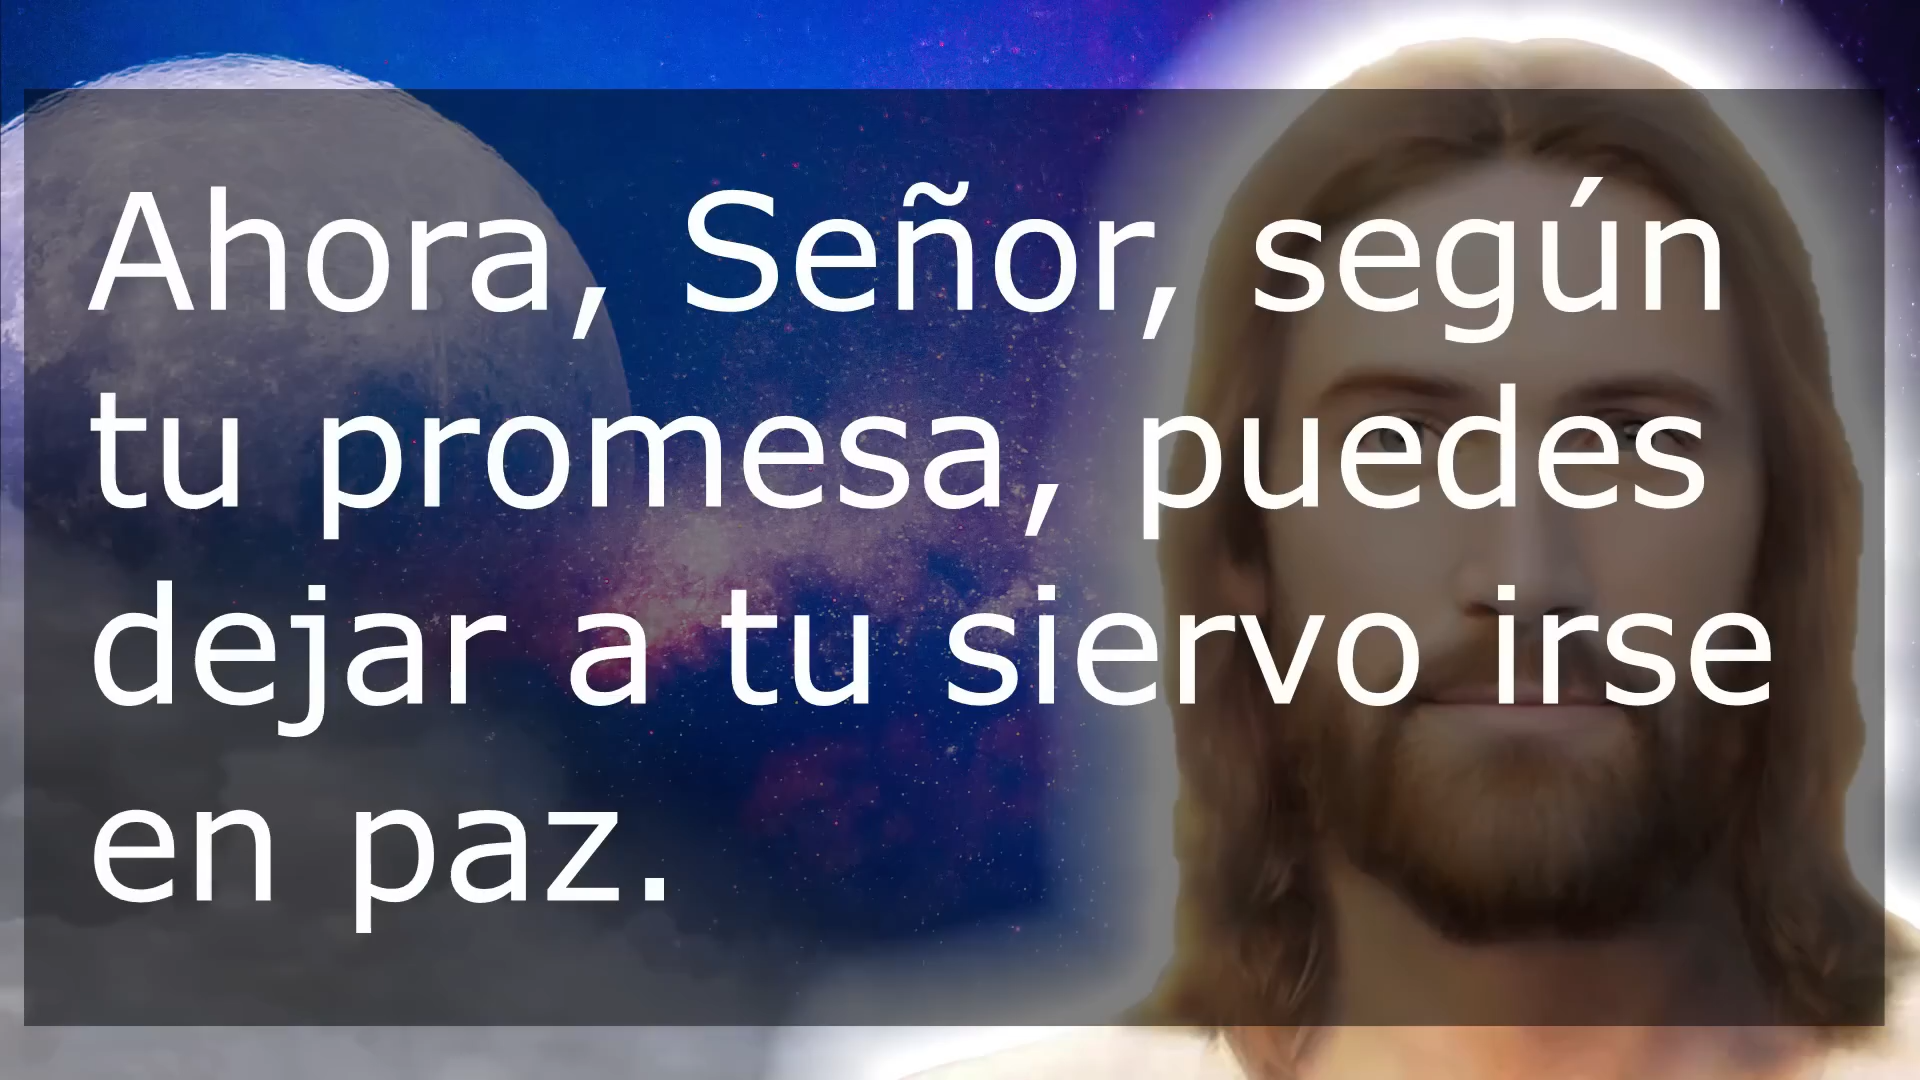 Ahora, Señor, según
tu promesa, puedes
dejar a tu siervo irse
en paz.